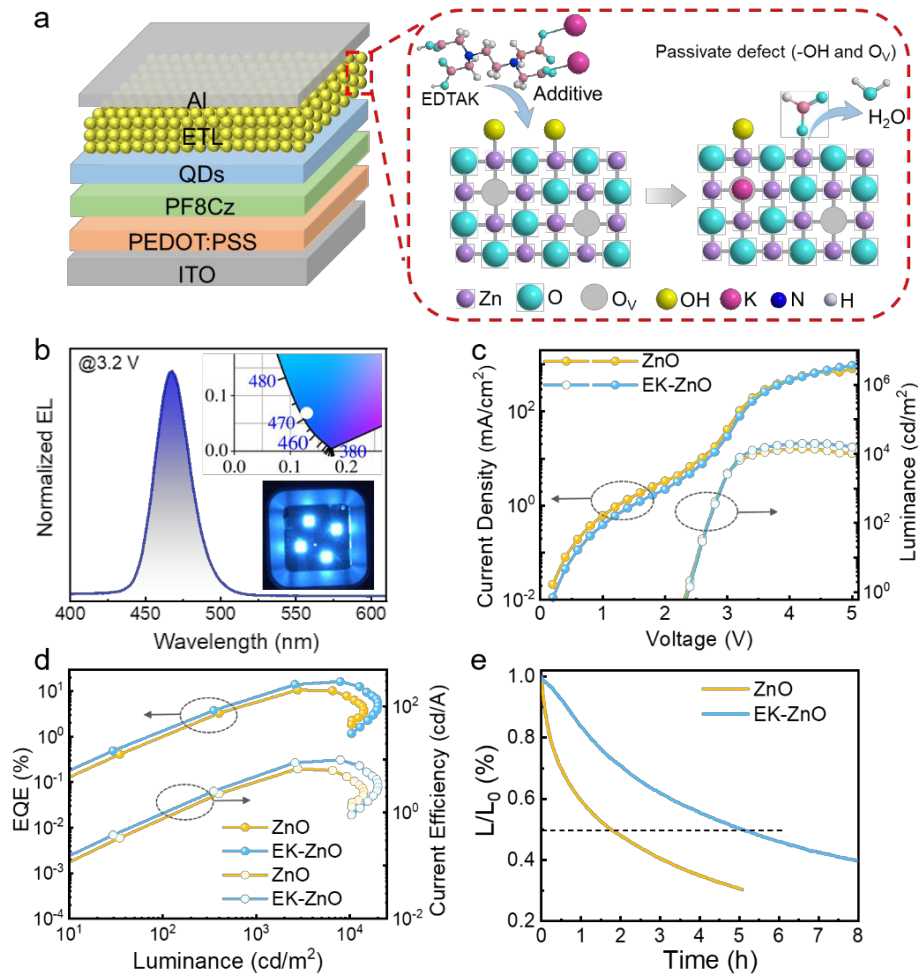 a
Al
ETL
QDs
PF8Cz
PEDOT:PSS
ITO
EDTAK
Additive
Passivate defect (-OH and OV)
H2O
Zn O OV OH K N H
b
@3.2 V
Normalized EL
0.1
0.0
480
470
460
380
0.0 0.1 0.2
400 450 500 550 600
Wavelength (nm)
c
ZnO
EK-ZnO
Current Density (mA/cm2)
10^2
10^0
10^-2
Luminance (cd/m2)
10^6
10^4
10^2
10^0
0 1 2 3 4 5
Voltage (V)
d
EQE (%)
10^1
10^0
10^-1
10^-2
10^-3
10^-4
Current Efficiency (cd/A)
10^2
10^0
10^-2
ZnO
EK-ZnO
ZnO
EK-ZnO
10^1 10^2 10^3 10^4
Luminance (cd/m2)
e
ZnO
EK-ZnO
L/L0 (%)
1.0
0.8
0.6
0.4
0.2
0 1 2 3 4 5 6 7 8
Time (h)